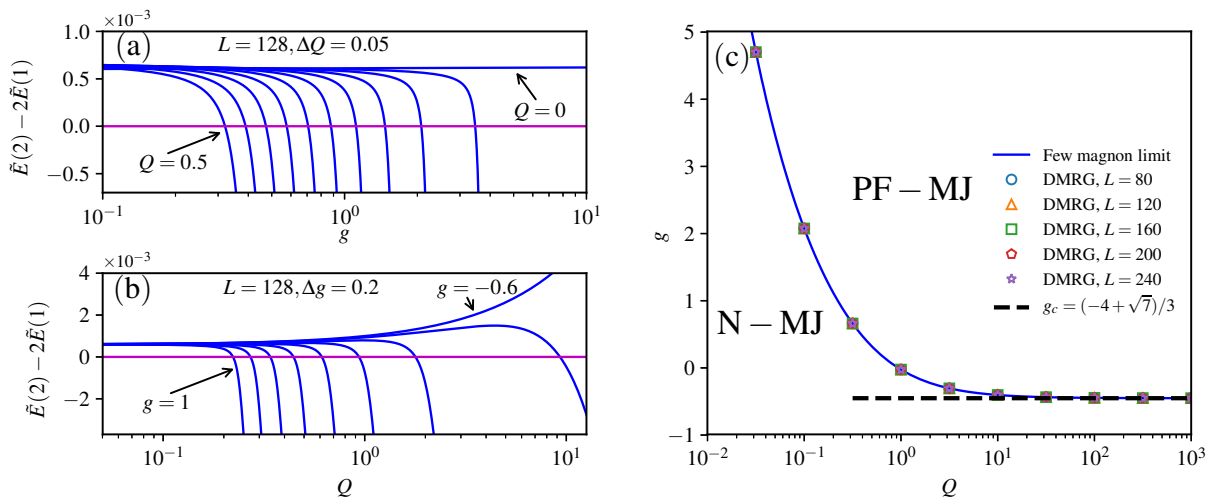 ×10⁻³
(a)
L = 128, ΔQ = 0.05
1.0
0.5
0.0
−0.5
Ẽ(2) − 2Ẽ(1)
Q = 0
Q = 0.5
10⁻¹
10⁰
10¹
g
×10⁻³
(b)
L = 128, Δg = 0.2
g = −0.6
4
2
0
−2
Ẽ(2) − 2Ẽ(1)
g = 1
10⁻¹
10⁰
10¹
Q
(c)
5
4
3
2
1
0
−1
g
PF − MJ
N − MJ
Few magnon limit
DMRG, L = 80
DMRG, L = 120
DMRG, L = 160
DMRG, L = 200
DMRG, L = 240
g_c = (−4 + √7)/3
10⁻²
10⁻¹
10⁰
10¹
10²
10³
Q